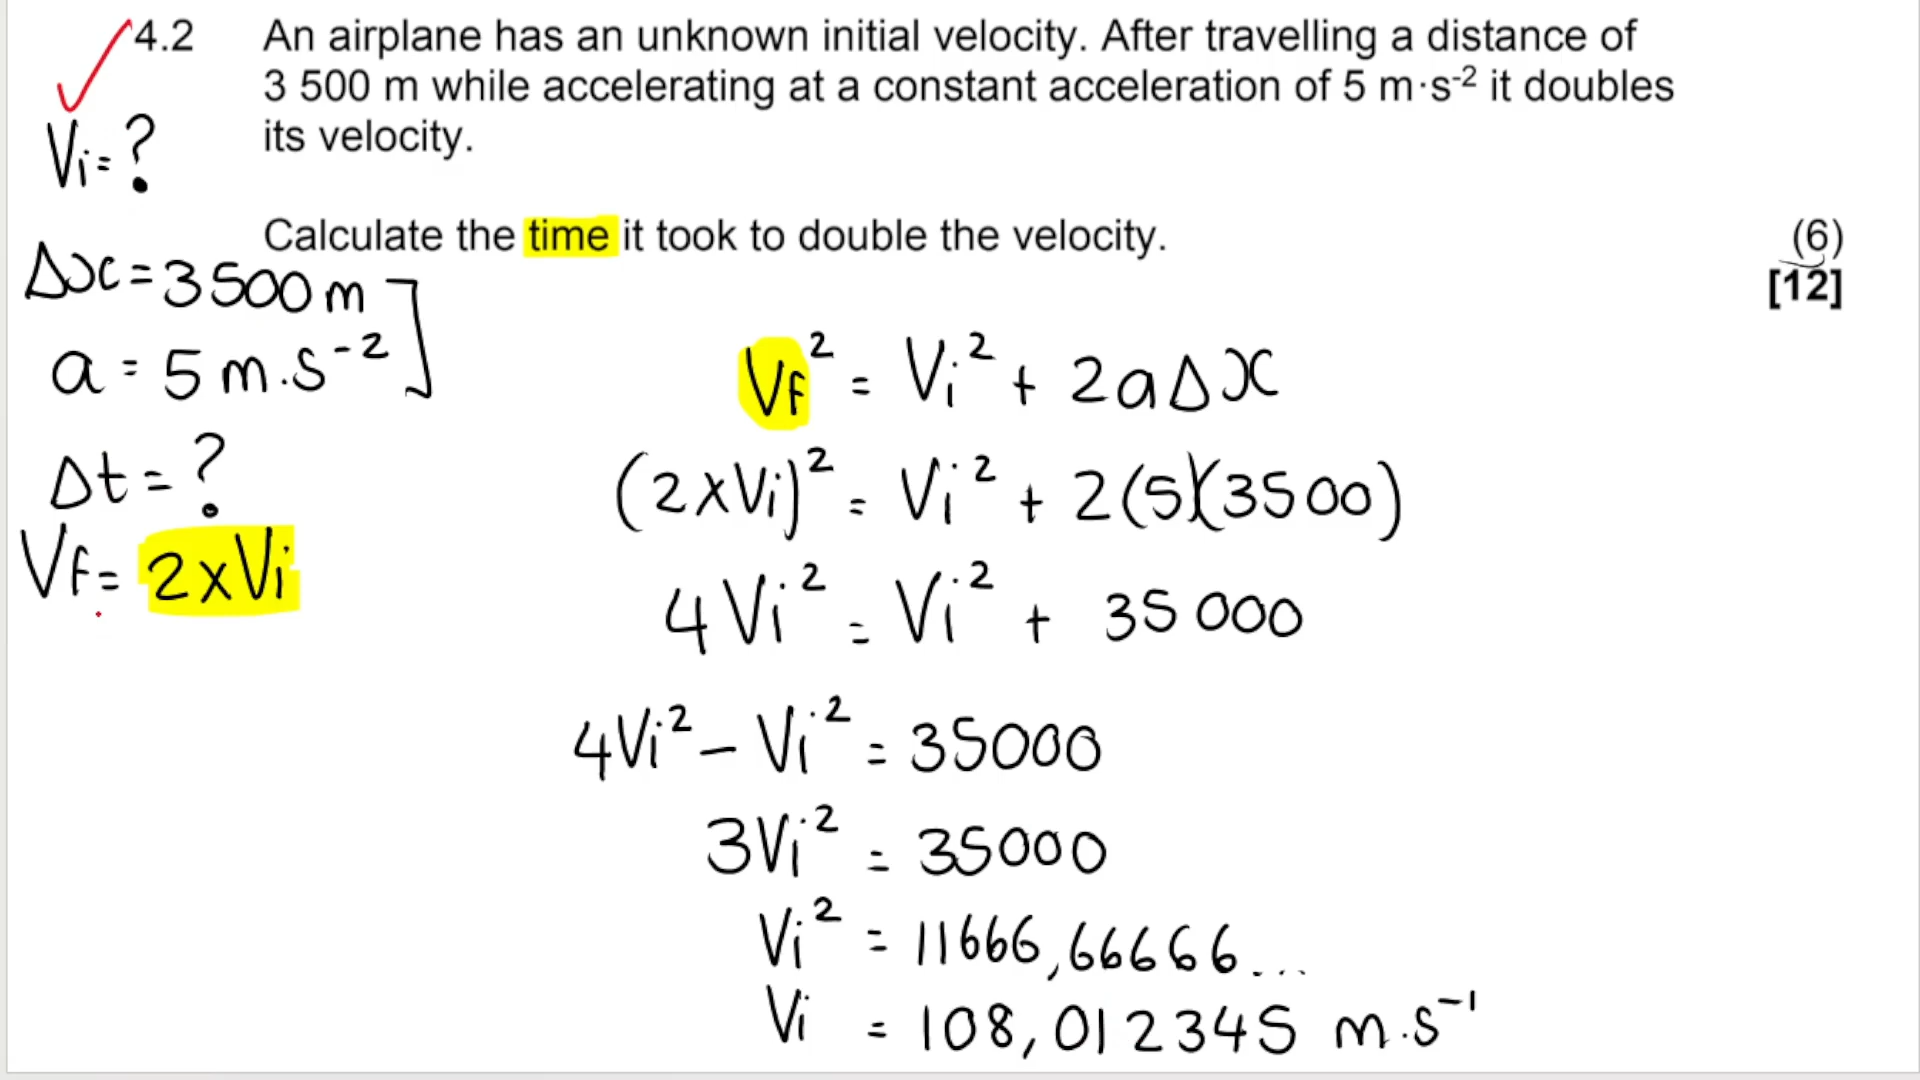 4.2 An airplane has an unknown initial velocity. After travelling a distance of
3 500 m while accelerating at a constant acceleration of 5 m·s⁻² it doubles
its velocity.
Vi = ?
Calculate the time it took to double the velocity. (6)
[12]
Δx = 3500 m
a = 5 m.s⁻²
Δt = ?
Vf = 2xVi
Vf² = Vi² + 2aΔx
(2xVi)² = Vi² + 2(5)(3500)
4Vi² = Vi² + 35 000
4Vi² - Vi² = 35000
3Vi² = 35000
Vi² = 11666,66666...
Vi = 108,012345 m.s⁻¹